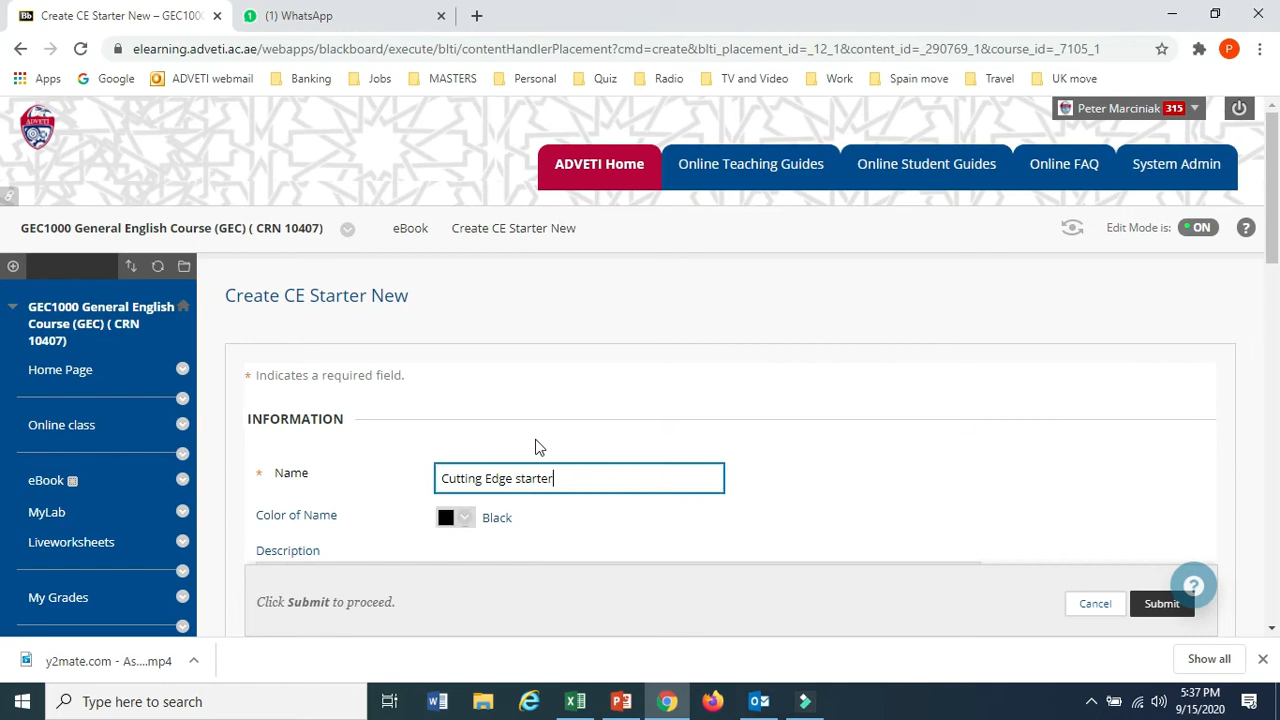 Bb Create CE Starter New – GEC1000
(1) WhatsApp
elearning.adveti.ac.ae/webapps/blackboard/execute/blti/contentHandlerPlacement?cmd=create&blti_placement_id=_12_1&content_id=_290769_1&course_id=_7105_1
P
Apps Google ADVETI webmail Banking Jobs MASTERS Personal Quiz Radio TV and Video Work Spain move Travel UK move
ADVETI
Peter Marciniak 315
ADVETI Home Online Teaching Guides Online Student Guides Online FAQ System Admin
GEC1000 General English Course (GEC) ( CRN 10407) eBook Create CE Starter New Edit Mode is: ON ?
GEC1000 General English
Course (GEC) ( CRN
10407)
Home Page
Online class
eBook
MyLab
Liveworksheets
My Grades
Create CE Starter New
* Indicates a required field.
INFORMATION
* Name Cutting Edge starter
Color of Name Black
Description
Click Submit to proceed. Cancel Submit ?
y2mate.com - As....mp4 Show all
Type here to search
5:37 PM
9/15/2020